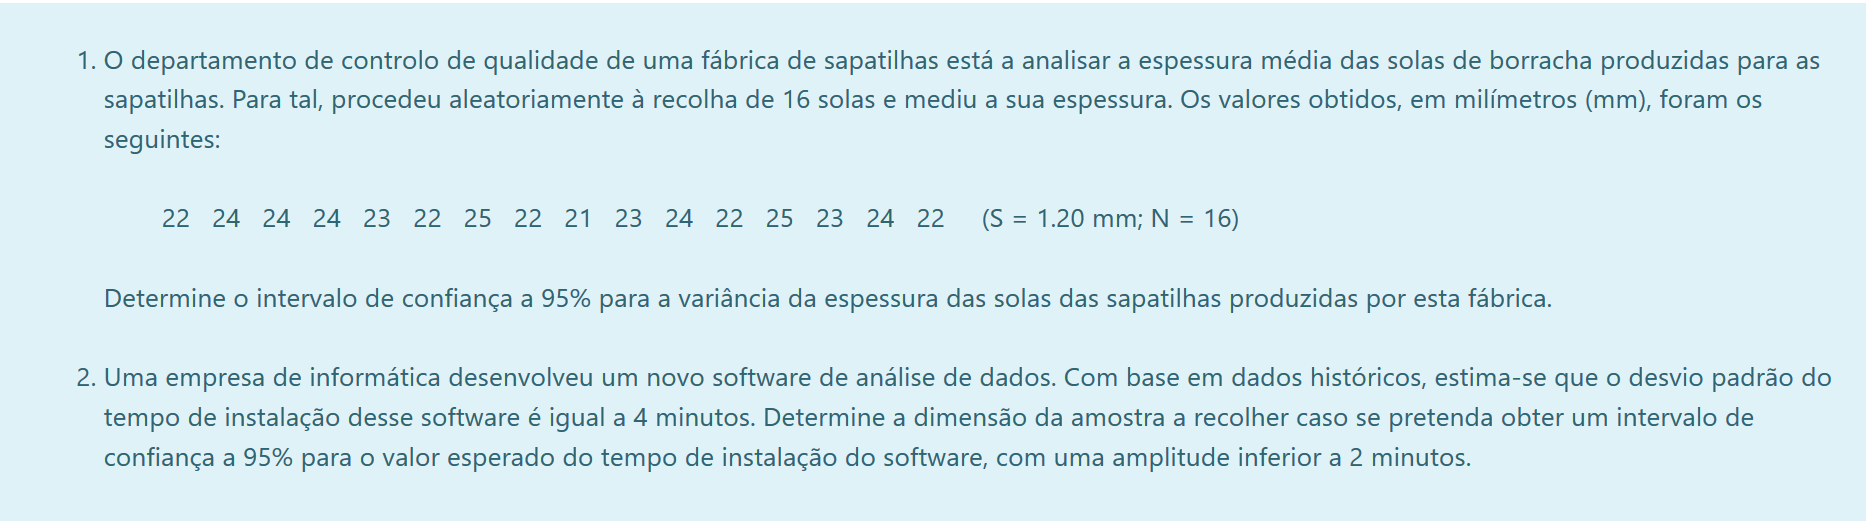 1. O departamento de controlo de qualidade de uma fábrica de sapatilhas está a analisar a espessura média das solas de borracha produzidas para as
sapatilhas. Para tal, procedeu aleatoriamente à recolha de 16 solas e mediu a sua espessura. Os valores obtidos, em milímetros (mm), foram os
seguintes:
22 24 24 24 23 22 25 22 21 23 24 22 25 23 24 22 (S = 1.20 mm; N = 16)
Determine o intervalo de confiança a 95% para a variância da espessura das solas das sapatilhas produzidas por esta fábrica.
2. Uma empresa de informática desenvolveu um novo software de análise de dados. Com base em dados históricos, estima-se que o desvio padrão do
tempo de instalação desse software é igual a 4 minutos. Determine a dimensão da amostra a recolher caso se pretenda obter um intervalo de
confiança a 95% para o valor esperado do tempo de instalação do software, com uma amplitude inferior a 2 minutos.